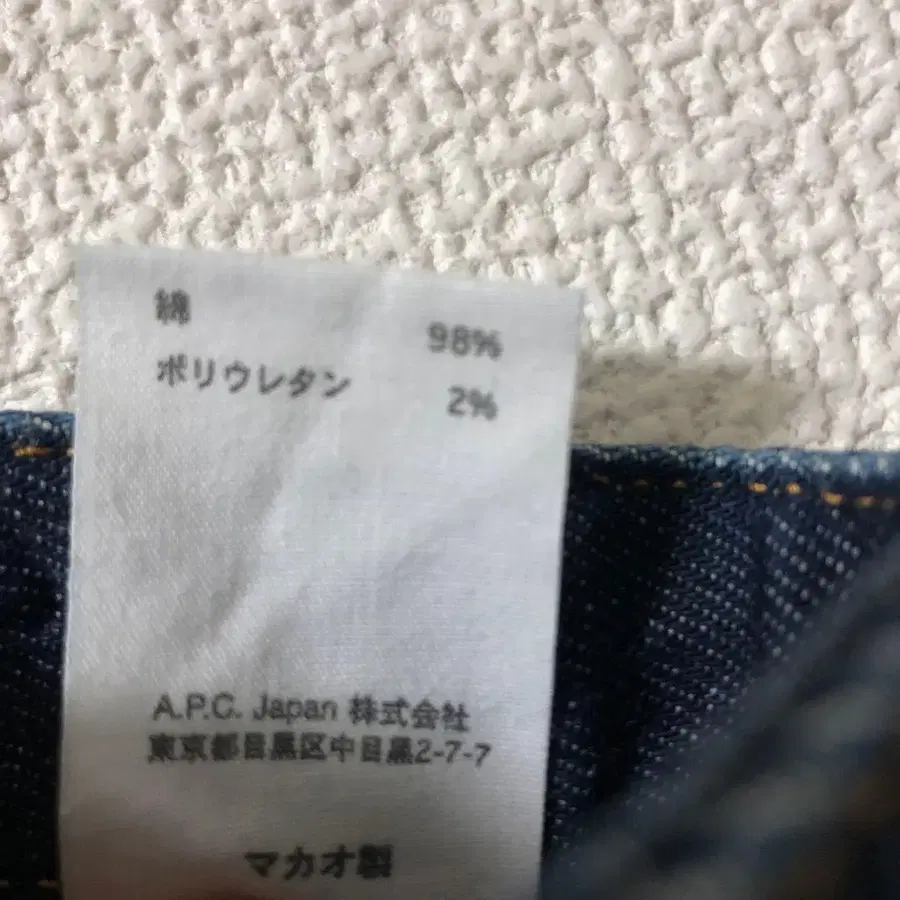 綿 98%
ポリウレタン 2%
A.P.C. Japan 株式会社
東京都目黒区中目黒2-7-7
マカオ製